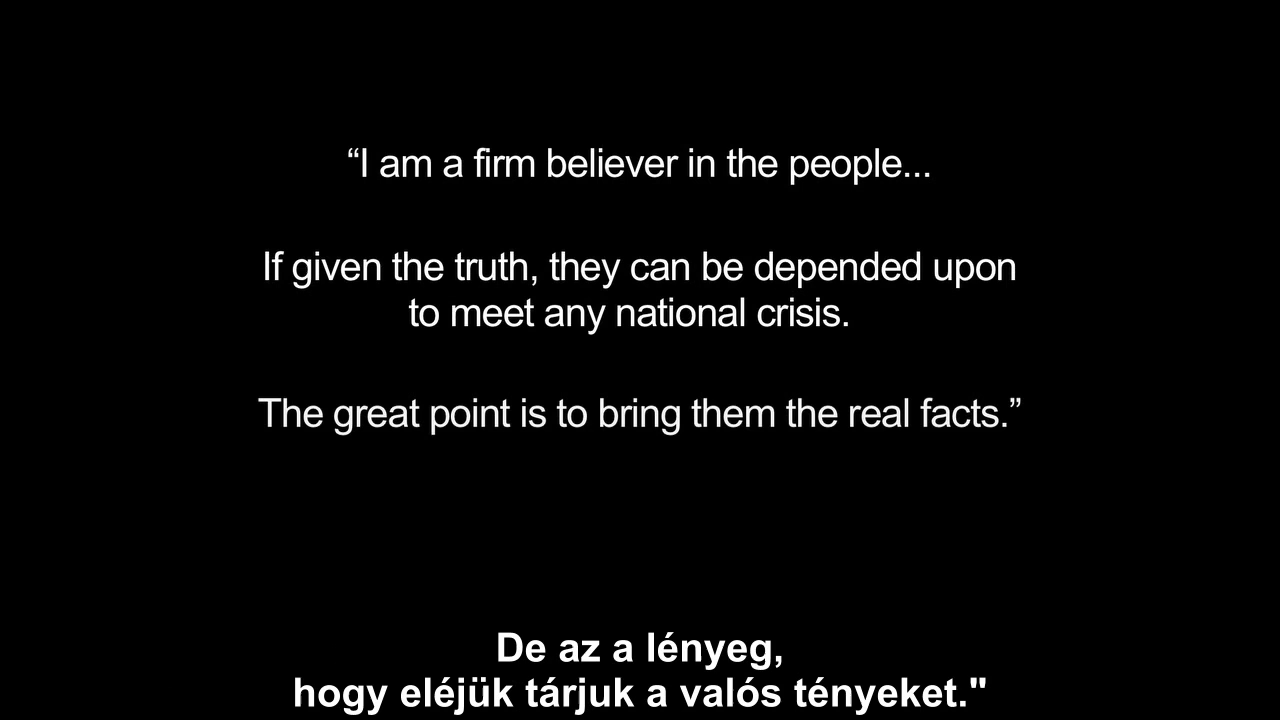 “I am a firm believer in the people...
If given the truth, they can be depended upon
to meet any national crisis.
The great point is to bring them the real facts.”
De az a lényeg,
hogy eléjük tárjuk a valós tényeket."